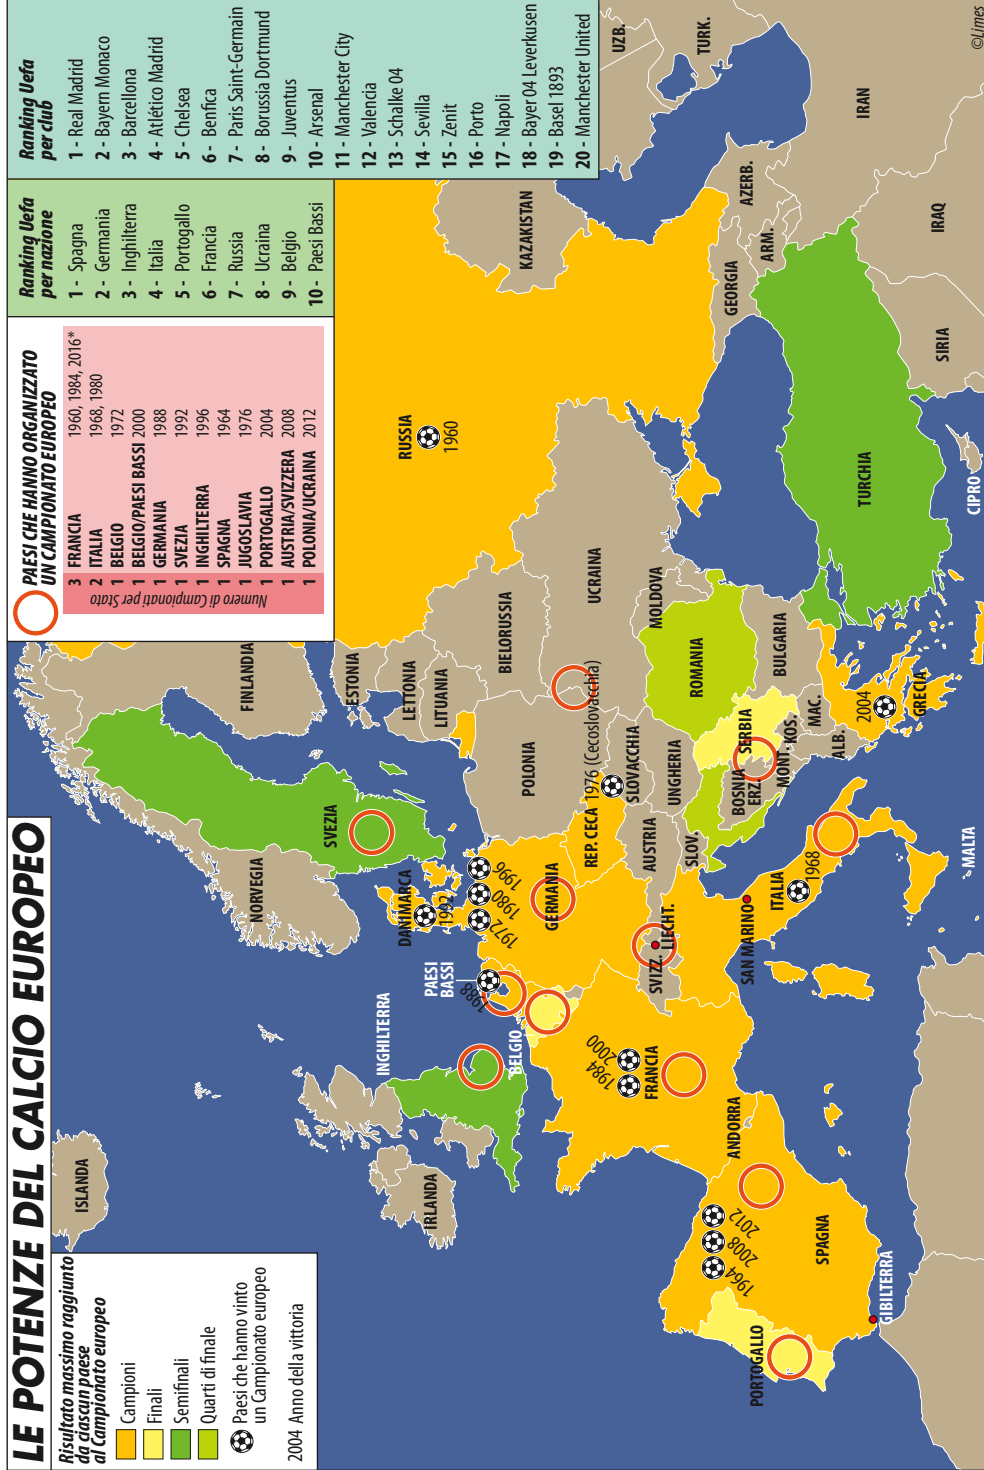 LE POTENZE DEL CALCIO EUROPEO
Risultato massimo raggiunto
da ciascun paese
al Campionato europeo
Campioni
Finali
Semifinali
Quarti di finale
Paesi che hanno vinto
un Campionato europeo
2004 Anno della vittoria
PAESI CHE HANNO ORGANIZZATO
UN CAMPIONATO EUROPEO
Numero di Campionati per Stato
3 FRANCIA 1960, 1984, 2016*
2 ITALIA 1968, 1980
1 BELGIO 1972
1 BELGIO/PAESI BASSI 2000
1 GERMANIA 1988
1 SVEZIA 1992
1 INGHILTERRA 1996
1 SPAGNA 1964
1 JUGOSLAVIA 1976
1 PORTOGALLO 2004
1 AUSTRIA/SVIZZERA 2008
1 POLONIA/UCRAINA 2012
Ranking Uefa
per nazione
1 - Spagna
2 - Germania
3 - Inghilterra
4 - Italia
5 - Portogallo
6 - Francia
7 - Russia
8 - Ucraina
9 - Belgio
10 - Paesi Bassi
Ranking Uefa
per club
1 - Real Madrid
2 - Bayern Monaco
3 - Barcellona
4 - Atlético Madrid
5 - Chelsea
6 - Benfica
7 - Paris Saint-Germain
8 - Borussia Dortmund
9 - Juventus
10 - Arsenal
11 - Manchester City
12 - Valencia
13 - Schalke 04
14 - Sevilla
15 - Zenit
16 - Porto
17 - Napoli
18 - Bayer 04 Leverkusen
19 - Basel 1893
20 - Manchester United
ISLANDA
NORVEGIA
SVEZIA
FINLANDIA
ESTONIA
LETTONIA
LITUANIA
BIELORUSSIA
RUSSIA
1960
KAZAKISTAN
UZB.
TURK.
IRLANDA
INGHILTERRA
PAESI
BASSI
1988
BELGIO
DANIMARCA
1992
1972
1980
1996
GERMANIA
POLONIA
UCRAINA
MOLDOVA
REP. CECA
1976 (Cecoslovacchia)
SLOVACCHIA
AUSTRIA
UNGHERIA
ROMANIA
SVIZZ.
LIECHT.
SLOV.
1984
2000
FRANCIA
ANDORRA
1964
2008
2012
SPAGNA
PORTOGALLO
GIBILTERRA
SAN MARINO
ITALIA
1968
MALTA
BOSNIA
ERZ.
SERBIA
MONT.
KOS.
MAC.
ALB.
BULGARIA
2004
GRECIA
TURCHIA
CIPRO
GEORGIA
ARM.
AZERB.
SIRIA
IRAQ
IRAN
©Limes